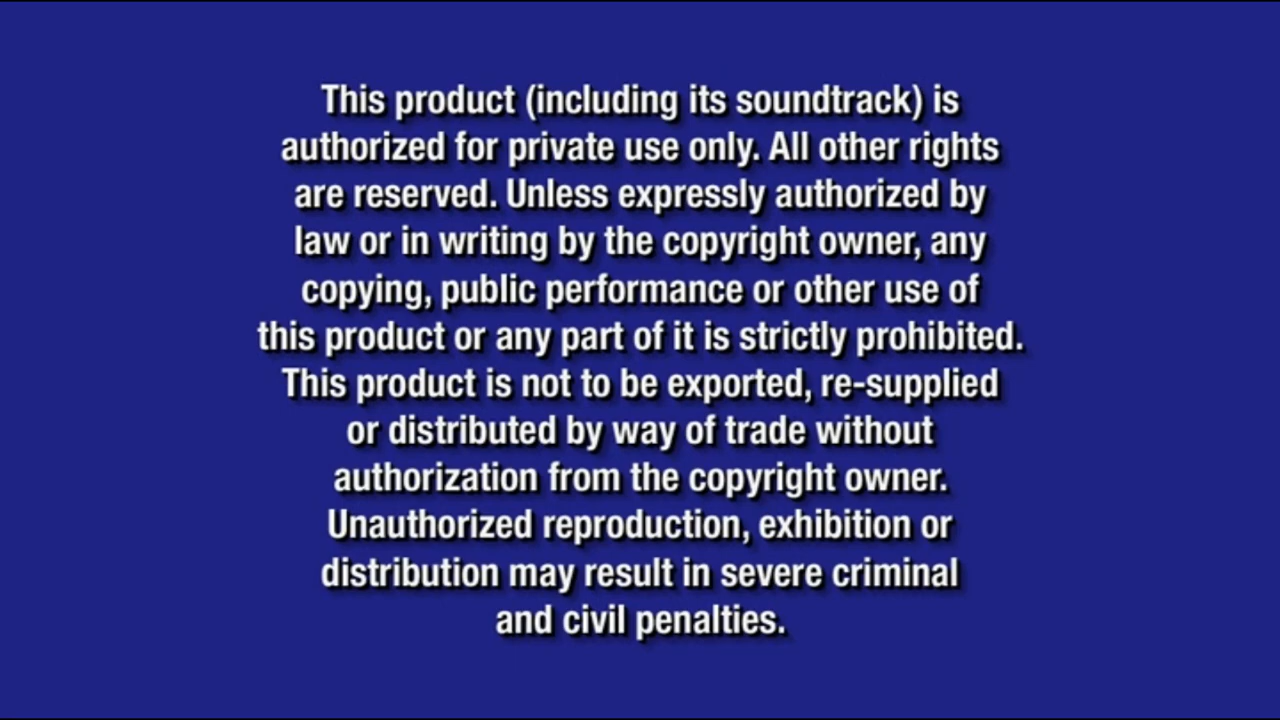 This product (including its soundtrack) is
authorized for private use only. All other rights
are reserved. Unless expressly authorized by
law or in writing by the copyright owner, any
copying, public performance or other use of
this product or any part of it is strictly prohibited.
This product is not to be exported, re-supplied
or distributed by way of trade without
authorization from the copyright owner.
Unauthorized reproduction, exhibition or
distribution may result in severe criminal
and civil penalties.